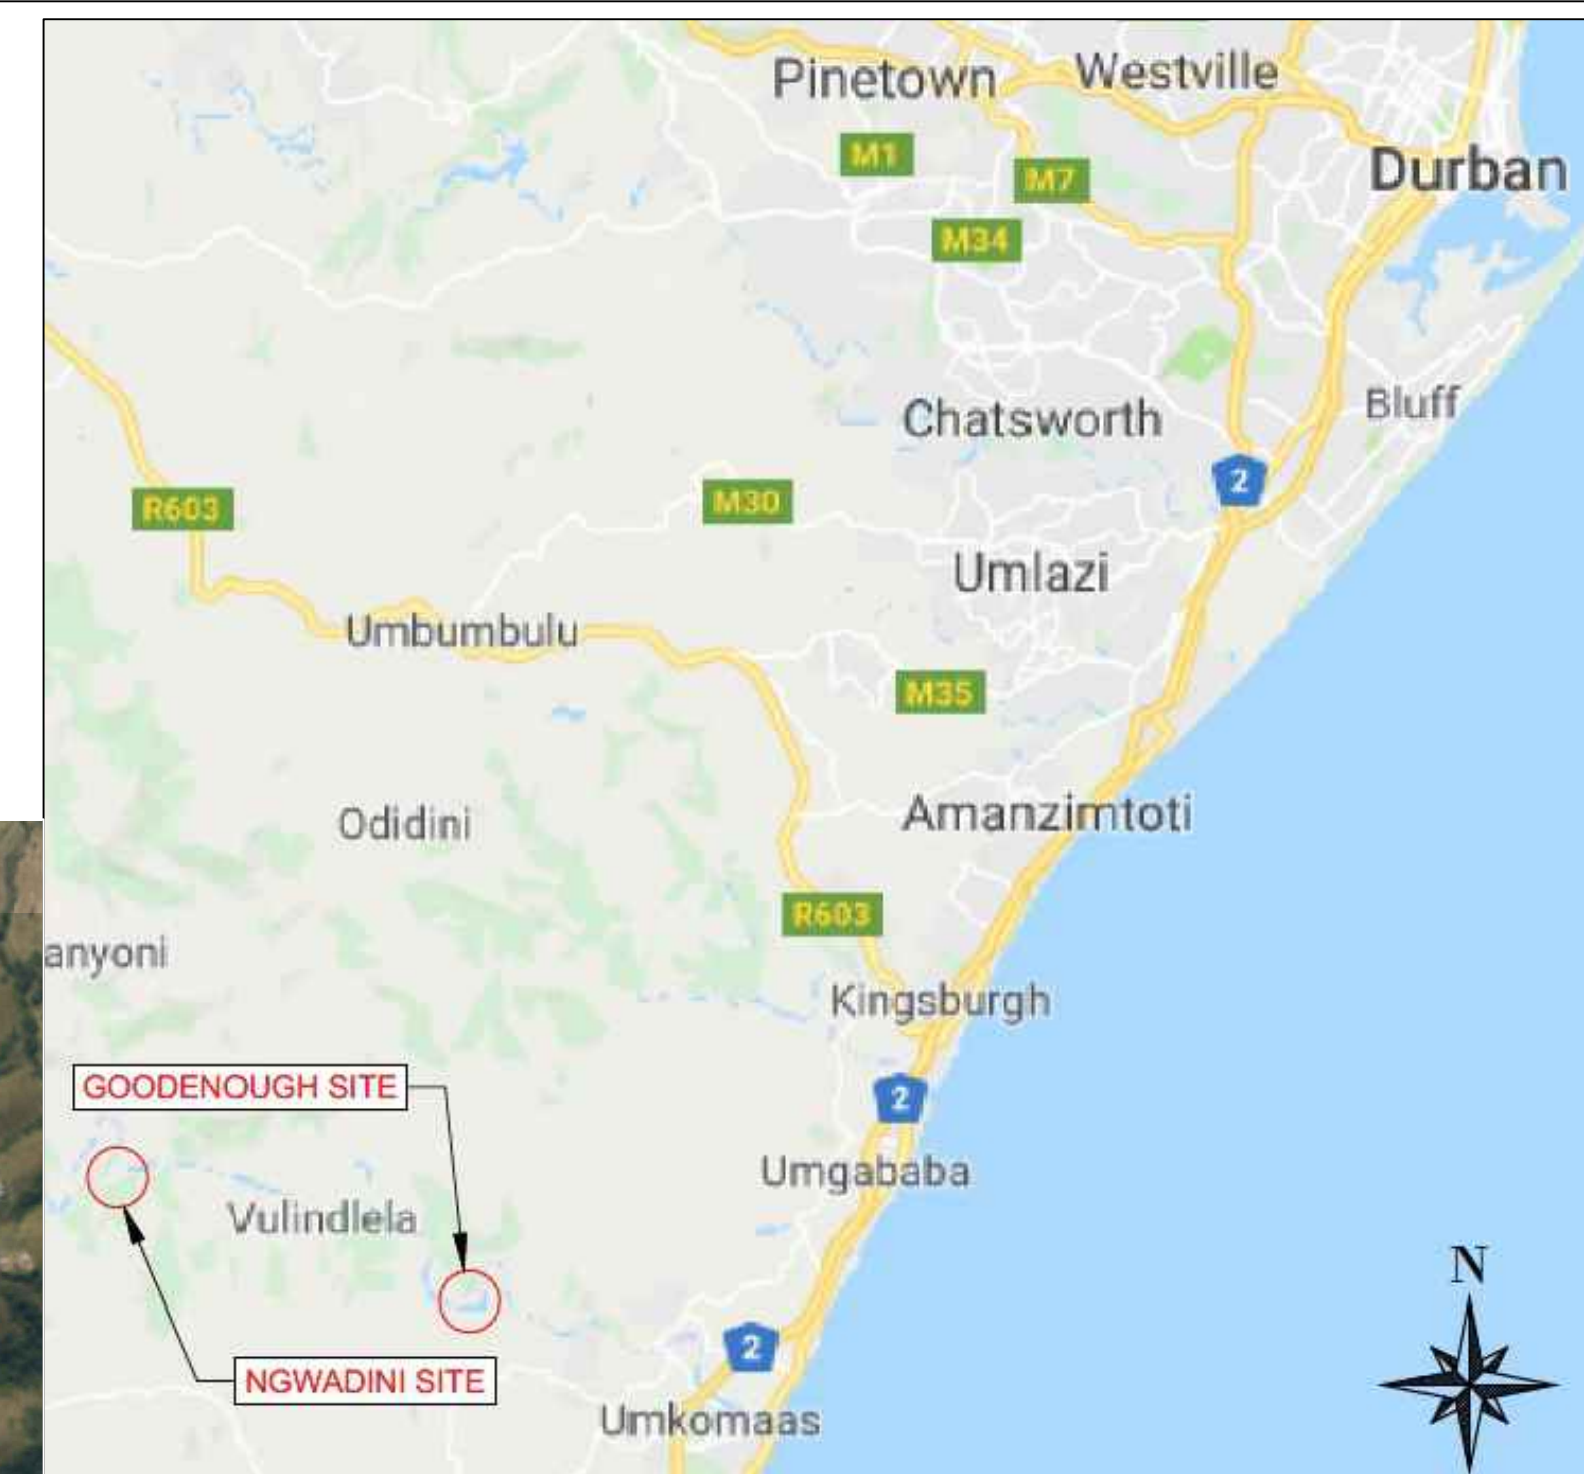 Pinetown
Westville
M1
M7
Durban
M34
Chatsworth
Bluff
2
R603
M30
Umlazi
Umbumbulu
M35
Odidini
Amanzimtoti
R603
anyoni
Kingsburgh
GOODENOUGH SITE
2
Umgababa
Vulindlela
N
2
NGWADINI SITE
Umkomaas